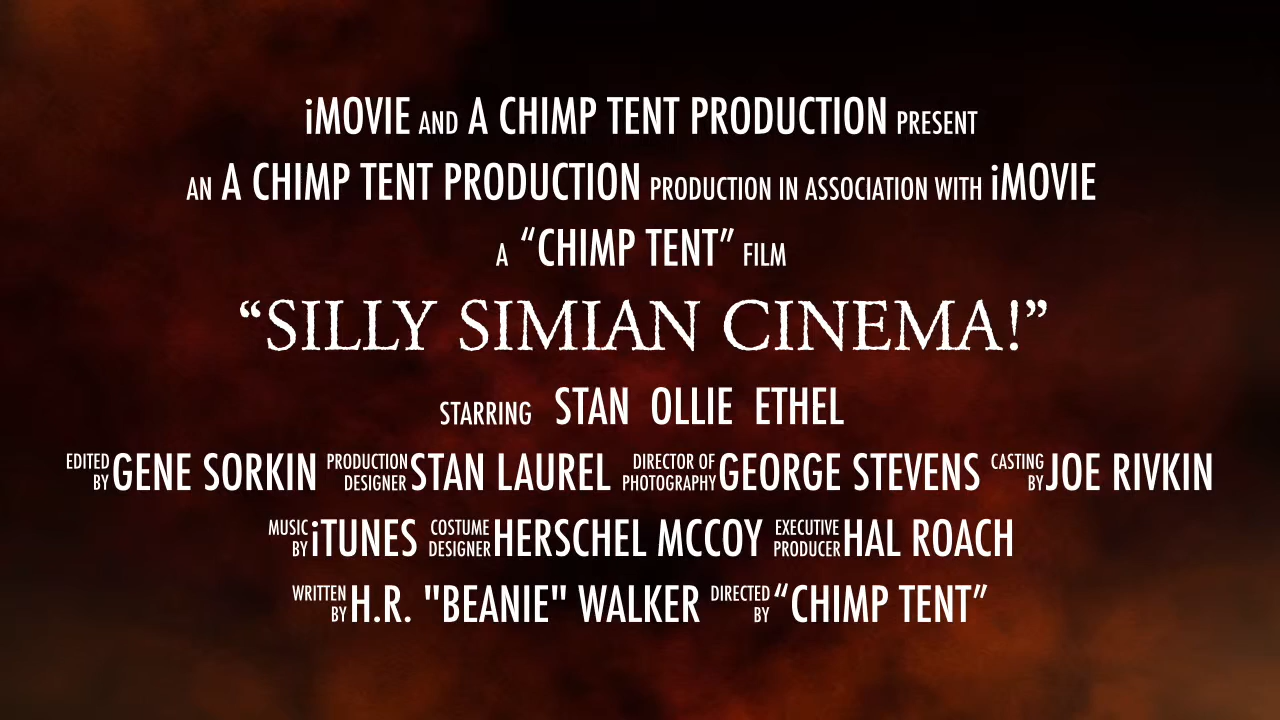 iMOVIE AND A CHIMP TENT PRODUCTION PRESENT
AN A CHIMP TENT PRODUCTION PRODUCTION IN ASSOCIATION WITH iMOVIE
A “CHIMP TENT” FILM
“SILLY SIMIAN CINEMA!”
STARRING STAN OLLIE ETHEL
EDITED BY GENE SORKIN PRODUCTION DESIGNER STAN LAUREL DIRECTOR OF PHOTOGRAPHY GEORGE STEVENS CASTING BY JOE RIVKIN
MUSIC BY iTUNES COSTUME DESIGNER HERSCHEL MCCOY EXECUTIVE PRODUCER HAL ROACH
WRITTEN BY H.R. "BEANIE" WALKER DIRECTED BY “CHIMP TENT”